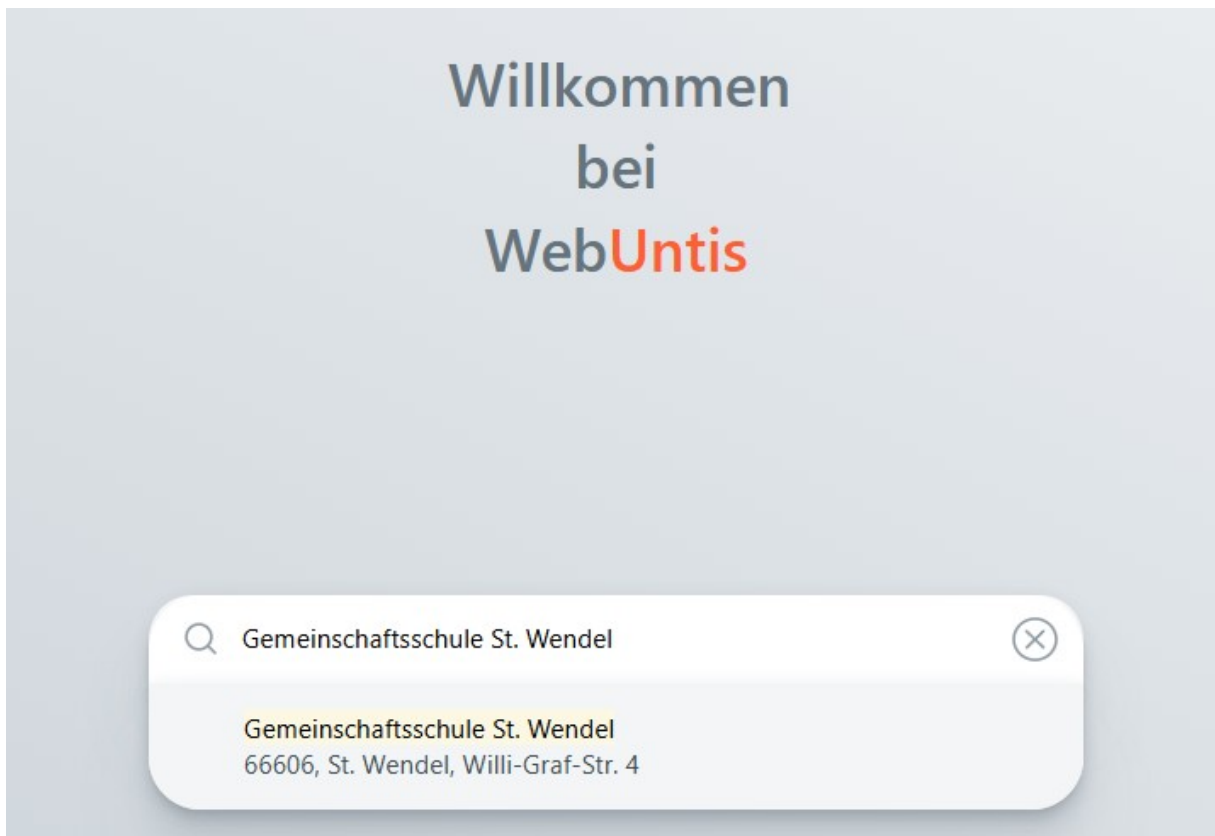 Willkommen
bei
WebUntis
Gemeinschaftsschule St. Wendel
Gemeinschaftsschule St. Wendel
66606, St. Wendel, Willi-Graf-Str. 4